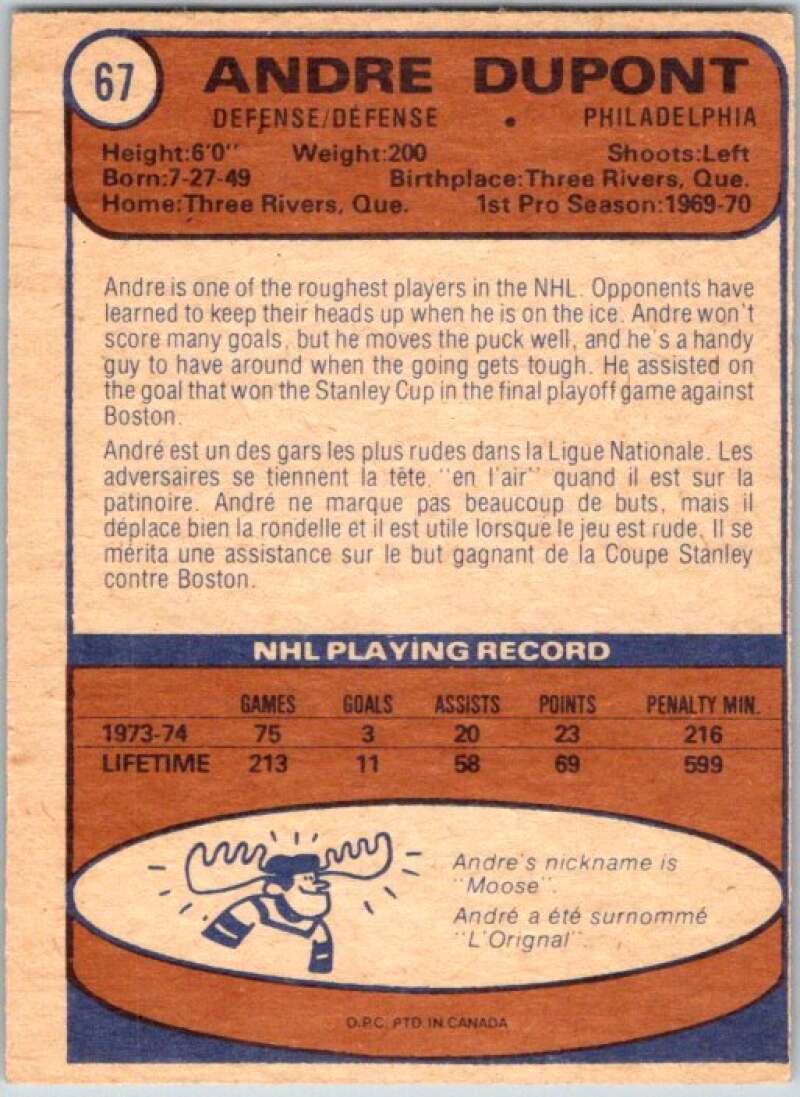 67
ANDRE DUPONT
DEFENSE/DÉFENSE • PHILADELPHIA
Height:6'0" Weight:200 Shoots:Left
Born:7-27-49 Birthplace:Three Rivers, Que.
Home:Three Rivers, Que. 1st Pro Season:1969-70
Andre is one of the roughest players in the NHL. Opponents have
learned to keep their heads up when he is on the ice. Andre won't
score many goals, but he moves the puck well, and he's a handy
guy to have around when the going gets tough. He assisted on
the goal that won the Stanley Cup in the final playoff game against
Boston.
André est un des gars les plus rudes dans la Ligue Nationale. Les
adversaires se tiennent la tête "en l'air" quand il est sur la
patinoire. André ne marque pas beaucoup de buts, mais il
déplace bien la rondelle et il est utile lorsque le jeu est rude. Il se
mérita une assistance sur le but gagnant de la Coupe Stanley
contre Boston.
NHL PLAYING RECORD
GAMES GOALS ASSISTS POINTS PENALTY MIN.
1973-74 75 3 20 23 216
LIFETIME 213 11 58 69 599
Andre's nickname is
"Moose".
André a été surnommé
"L'Orignal".
O.P.C. PTD. IN CANADA